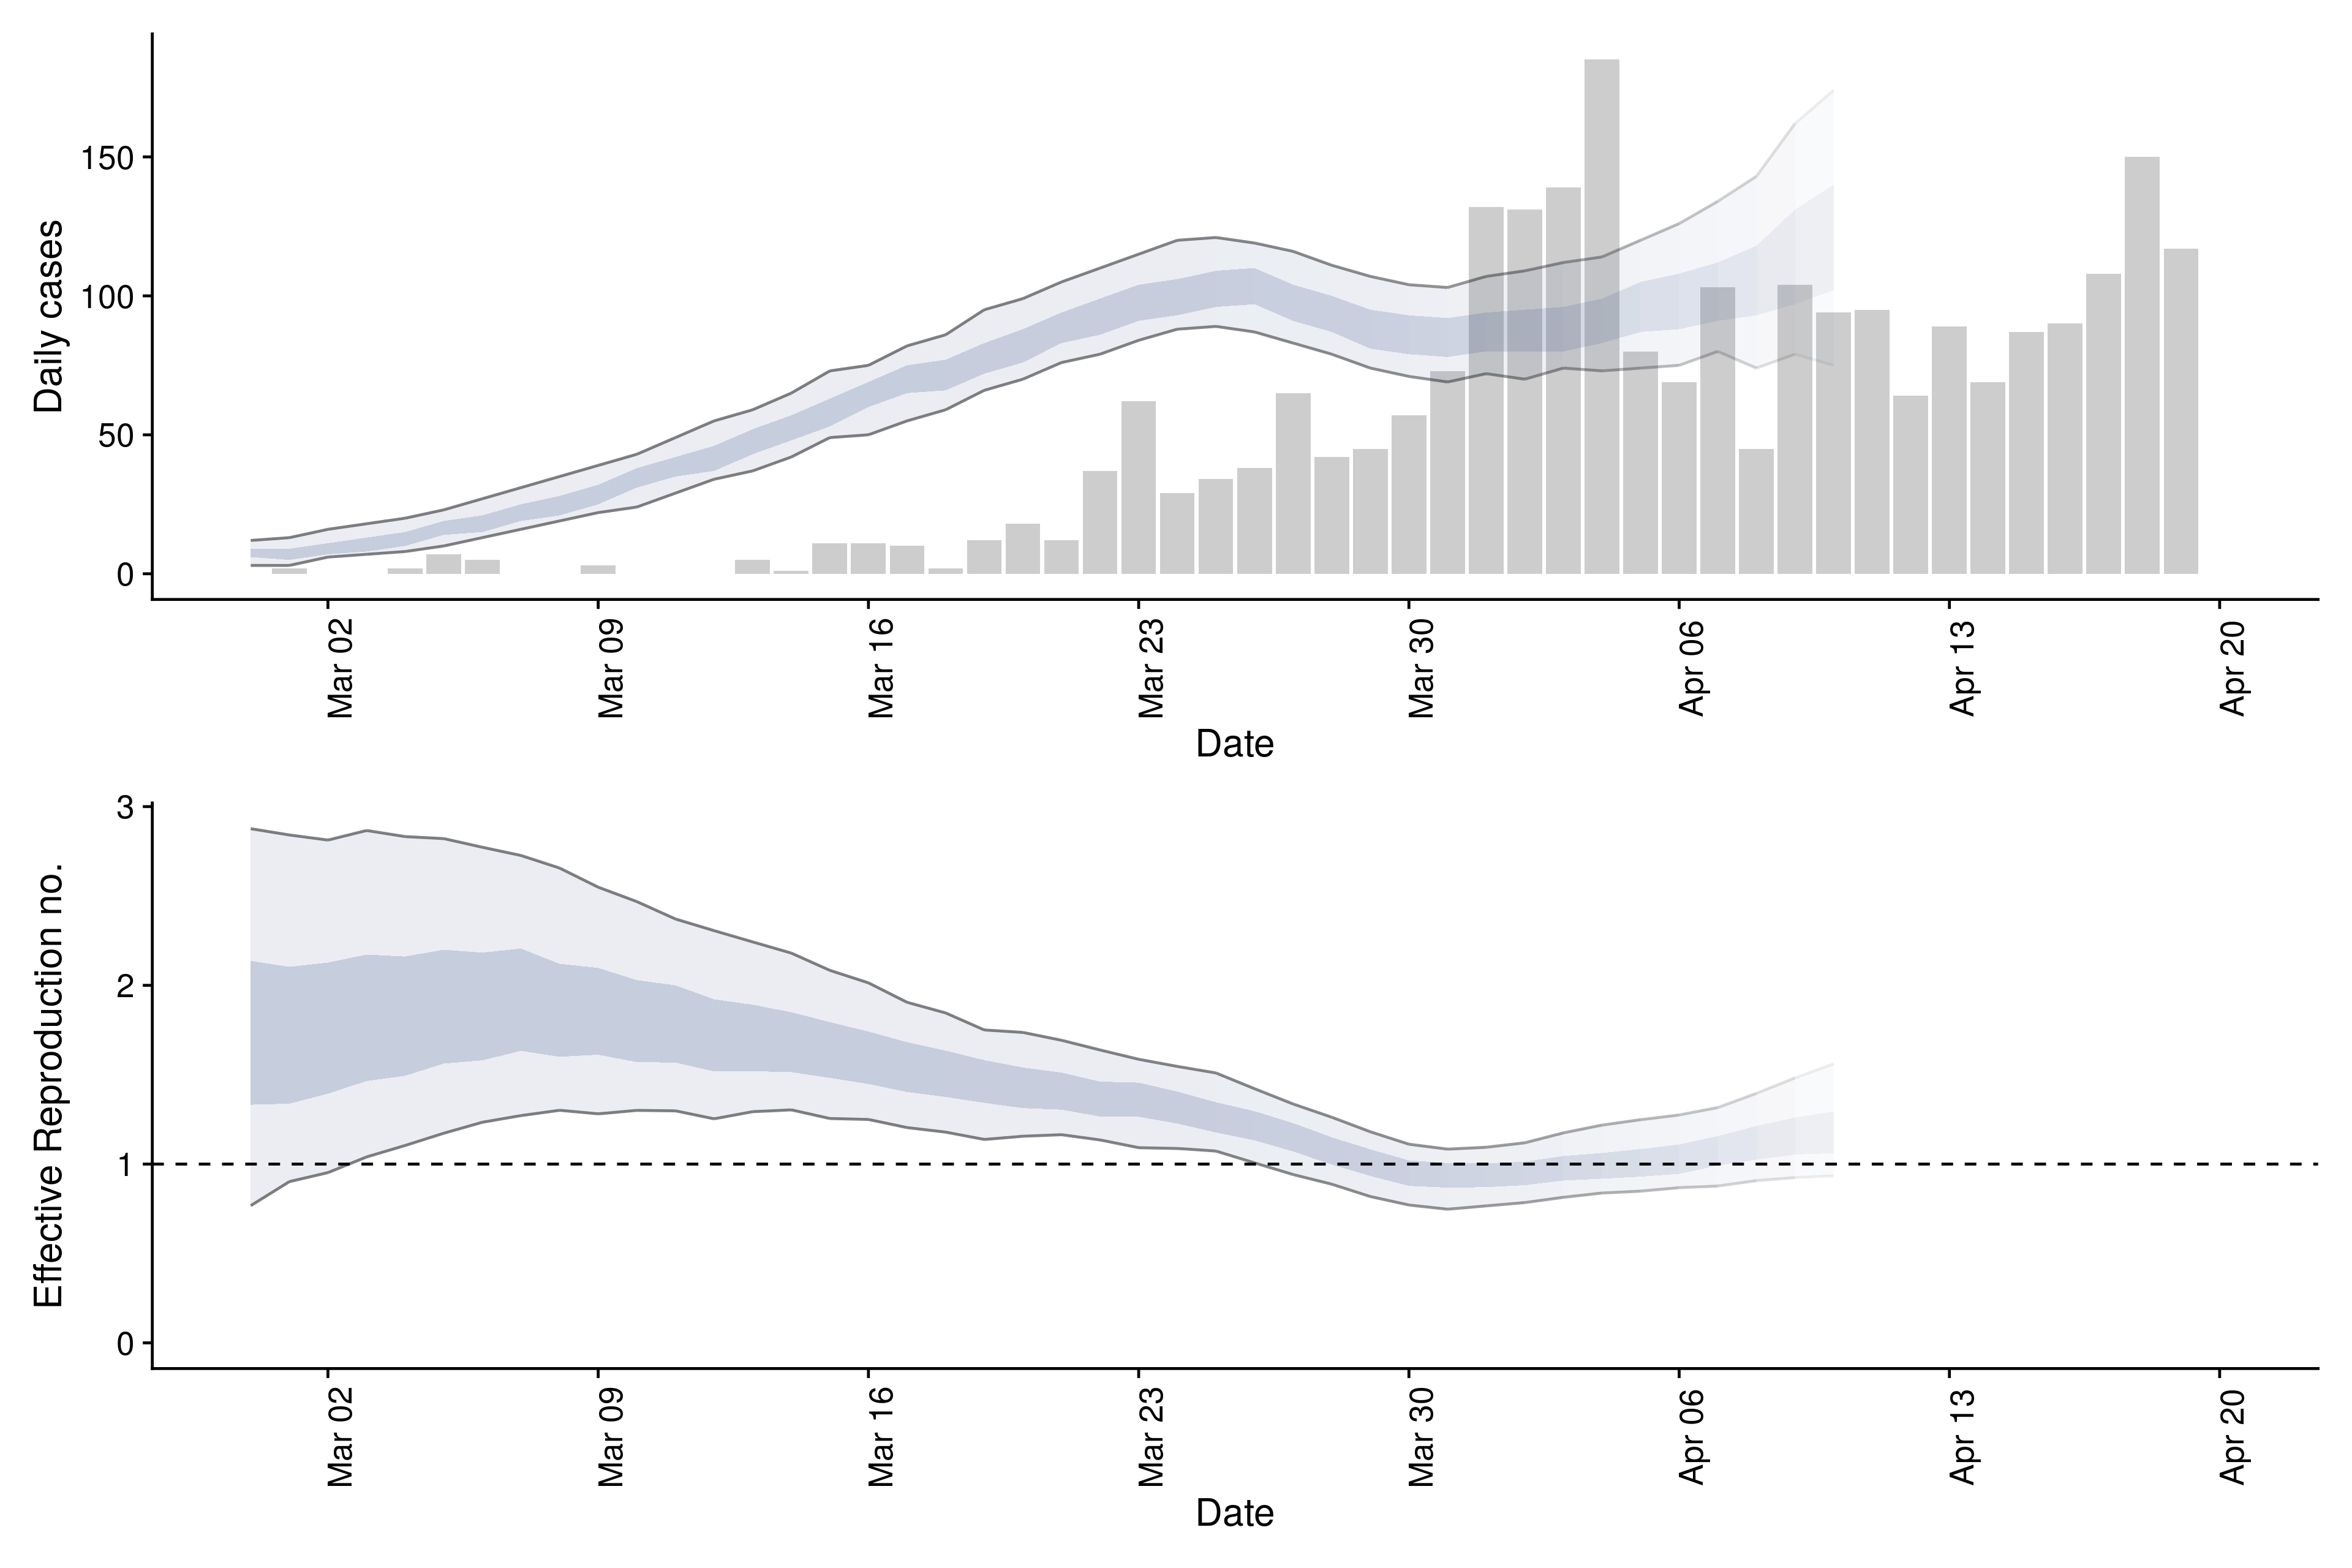 Daily cases
150
100
50
0
Mar 02
Mar 09
Mar 16
Mar 23
Mar 30
Apr 06
Apr 13
Apr 20
Date
Effective Reproduction no.
3
2
1
0
Mar 02
Mar 09
Mar 16
Mar 23
Mar 30
Apr 06
Apr 13
Apr 20
Date